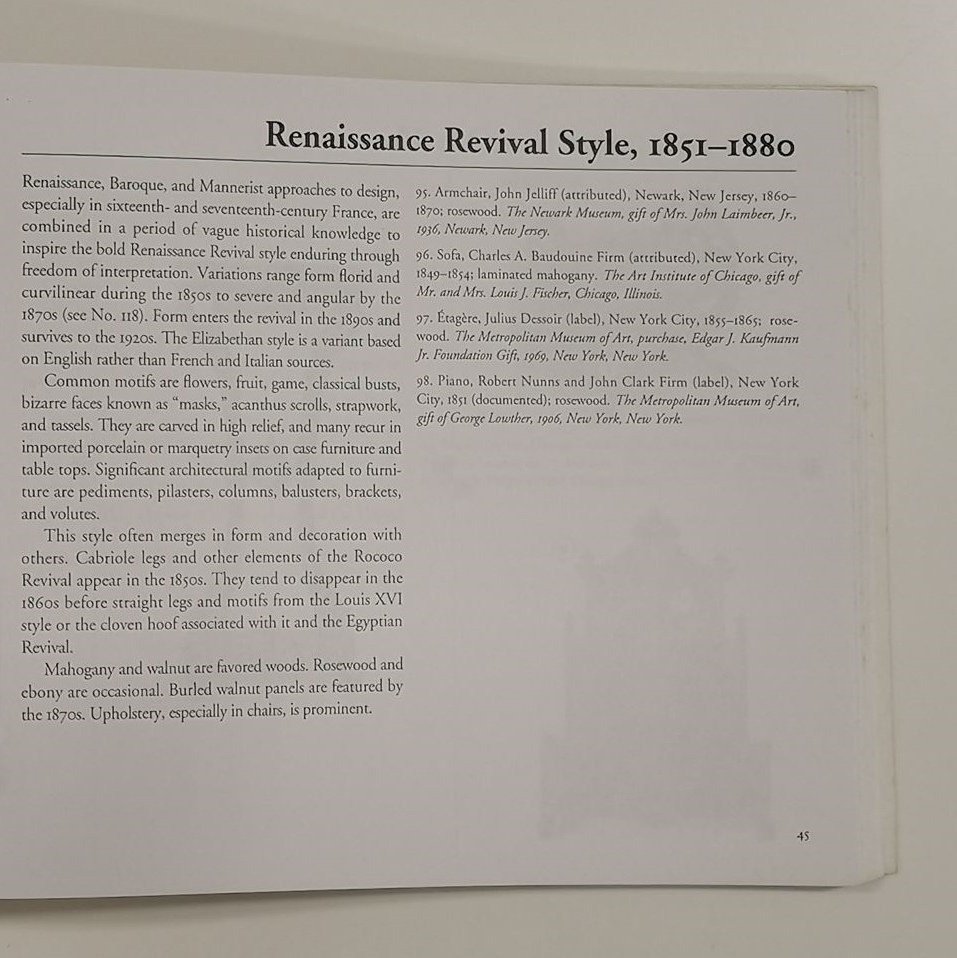 Renaissance Revival Style, 1851–1880
Renaissance, Baroque, and Mannerist approaches to design,
especially in sixteenth- and seventeenth-century France, are
combined in a period of vague historical knowledge to
inspire the bold Renaissance Revival style enduring through
freedom of interpretation. Variations range form florid and
curvilinear during the 1850s to severe and angular by the
1870s (see No. 118). Form enters the revival in the 1890s and
survives to the 1920s. The Elizabethan style is a variant based
on English rather than French and Italian sources.
Common motifs are flowers, fruit, game, classical busts,
bizarre faces known as “masks,” acanthus scrolls, strapwork,
and tassels. They are carved in high relief, and many recur in
imported porcelain or marquetry insets on case furniture and
table tops. Significant architectural motifs adapted to furni-
ture are pediments, pilasters, columns, balusters, brackets,
and volutes.
This style often merges in form and decoration with
others. Cabriole legs and other elements of the Rococo
Revival appear in the 1850s. They tend to disappear in the
1860s before straight legs and motifs from the Louis XVI
style or the cloven hoof associated with it and the Egyptian
Revival.
Mahogany and walnut are favored woods. Rosewood and
ebony are occasional. Burled walnut panels are featured by
the 1870s. Upholstery, especially in chairs, is prominent.
95. Armchair, John Jelliff (attributed), Newark, New Jersey, 1860–
1870; rosewood. The Newark Museum, gift of Mrs. John Laimbeer, Jr.,
1936, Newark, New Jersey.
96. Sofa, Charles A. Baudouine Firm (attributed), New York City,
1849–1854; laminated mahogany. The Art Institute of Chicago, gift of
Mr. and Mrs. Louis J. Fischer, Chicago, Illinois.
97. Étagère, Julius Dessoir (label), New York City, 1855–1865; rose-
wood. The Metropolitan Museum of Art, purchase, Edgar J. Kaufmann
Jr. Foundation Gift, 1969, New York, New York.
98. Piano, Robert Nunns and John Clark Firm (label), New York
City, 1851 (documented); rosewood. The Metropolitan Museum of Art,
gift of George Lowther, 1906, New York, New York.
45